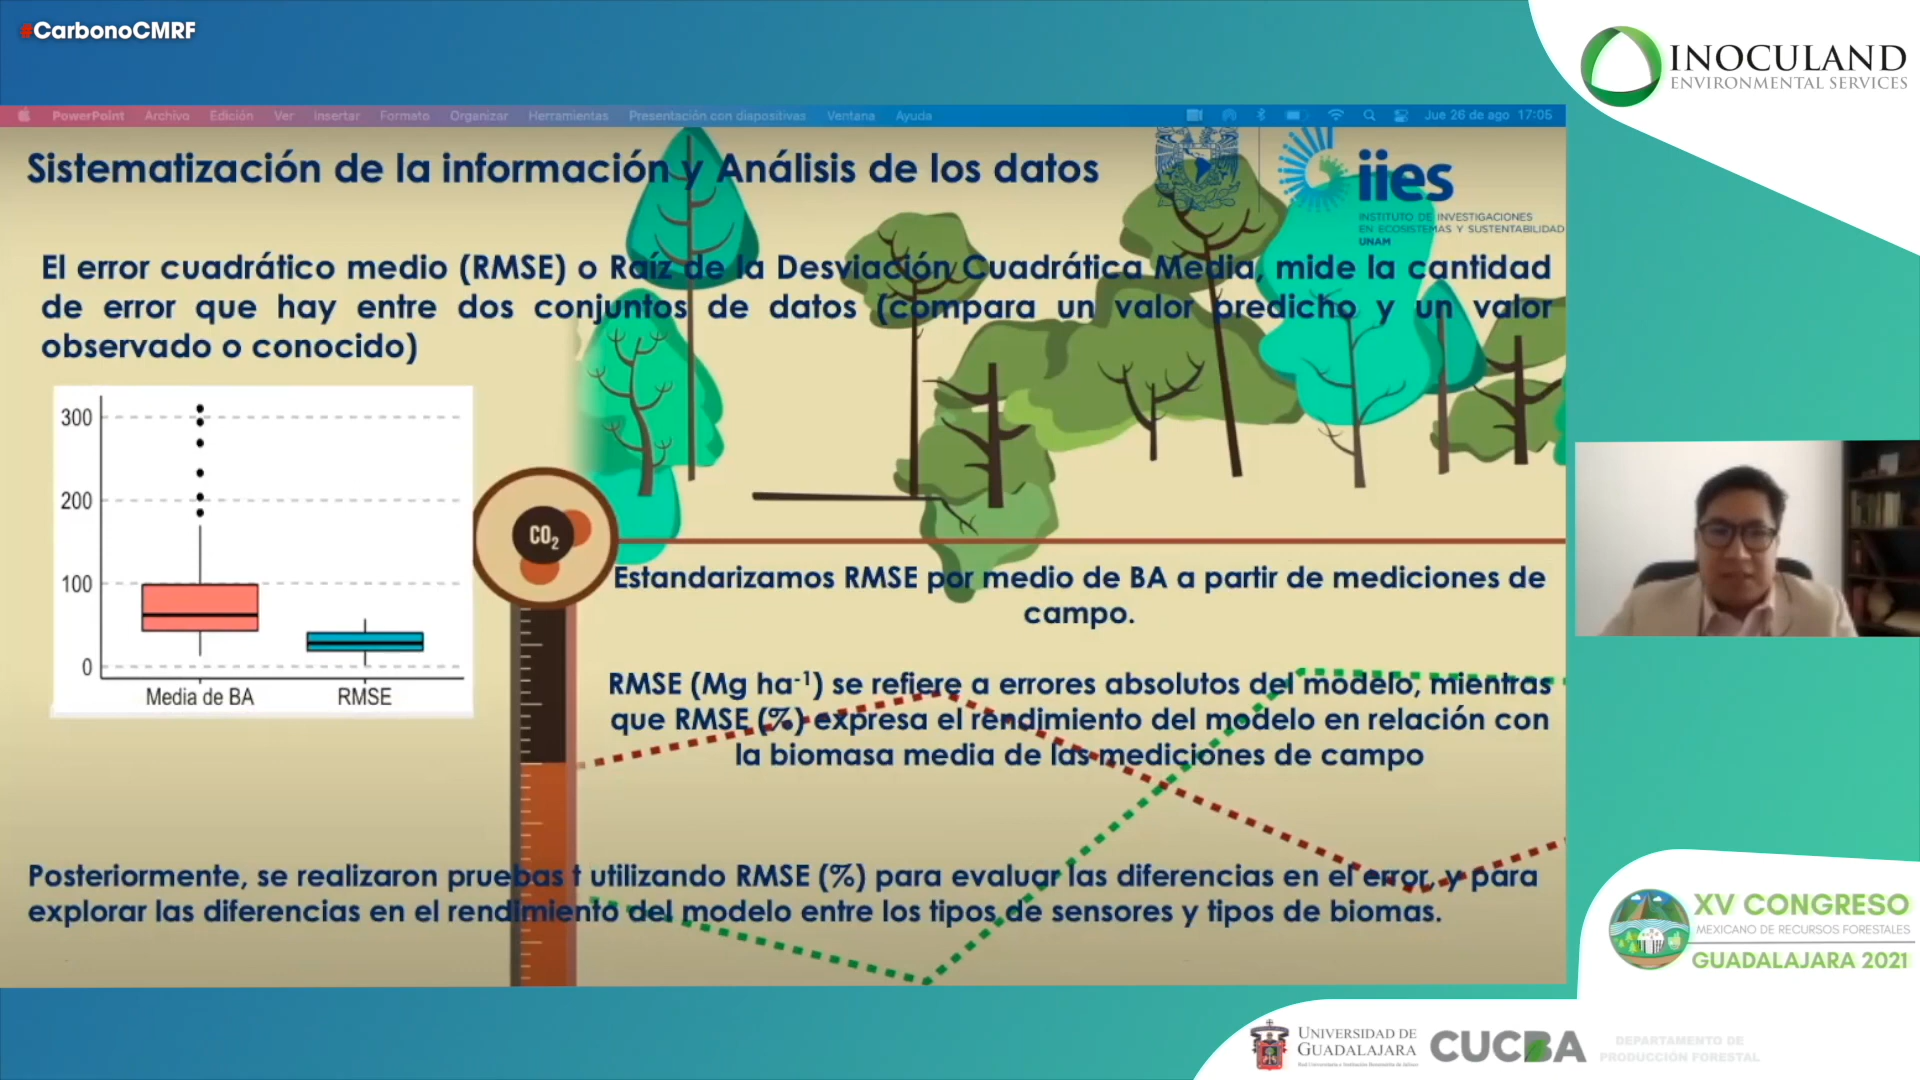 #CarbonoCMRF
INOCULAND
ENVIRONMENTAL SERVICES
PowerPoint Archivo Edición Ver Insertar Formato Organizar Herramientas Presentación con diapositivas Ventana Ayuda Jue 26 de ago 17:05
Sistematización de la información y Análisis de los datos
iies
INSTITUTO DE INVESTIGACIONES
EN ECOSISTEMAS Y SUSTENTABILIDAD
UNAM
El error cuadrático medio (RMSE) o Raíz de la Desviación Cuadrática Media, mide la cantidad
de error que hay entre dos conjuntos de datos (compara un valor predicho y un valor
observado o conocido)
300
200
100
0
Media de BA RMSE
CO2
Estandarizamos RMSE por medio de BA a partir de mediciones de
campo.
RMSE (Mg ha-1) se refiere a errores absolutos del modelo, mientras
que RMSE (%) expresa el rendimiento del modelo en relación con
la biomasa media de las mediciones de campo
Posteriormente, se realizaron pruebas t utilizando RMSE (%) para evaluar las diferencias en el error, y para
explorar las diferencias en el rendimiento del modelo entre los tipos de sensores y tipos de biomas.
XV CONGRESO
MEXICANO DE RECURSOS FORESTALES
GUADALAJARA 2021
UNIVERSIDAD DE
GUADALAJARA
CUCBA
DEPARTAMENTO DE
PRODUCCIÓN FORESTAL